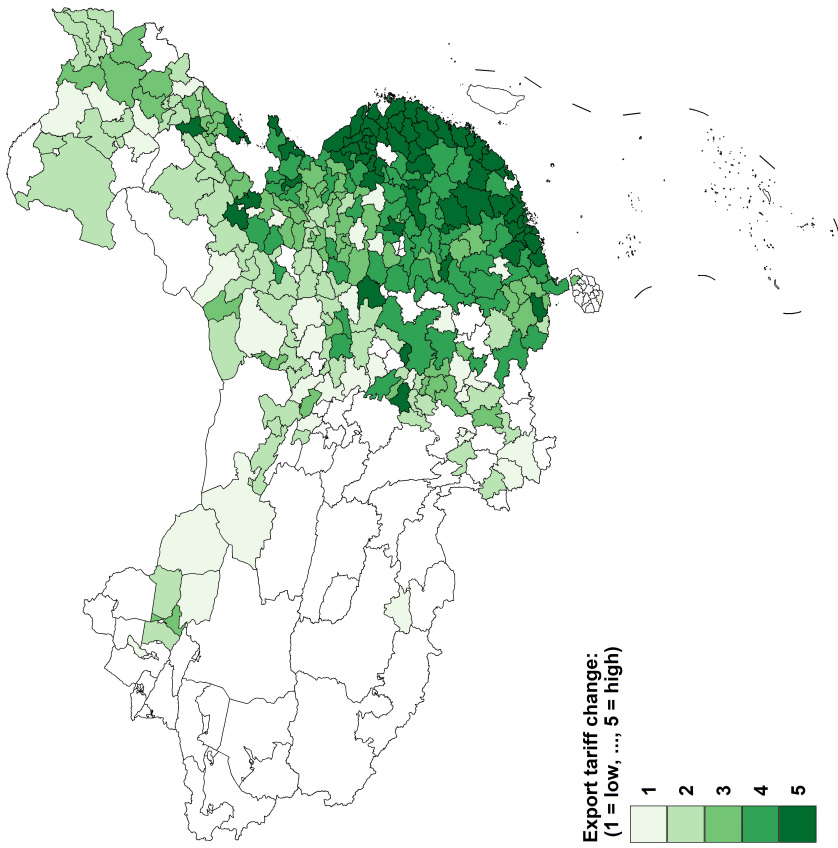 Export tariff change:
(1 = low, ..., 5 = high)
1
2
3
4
5